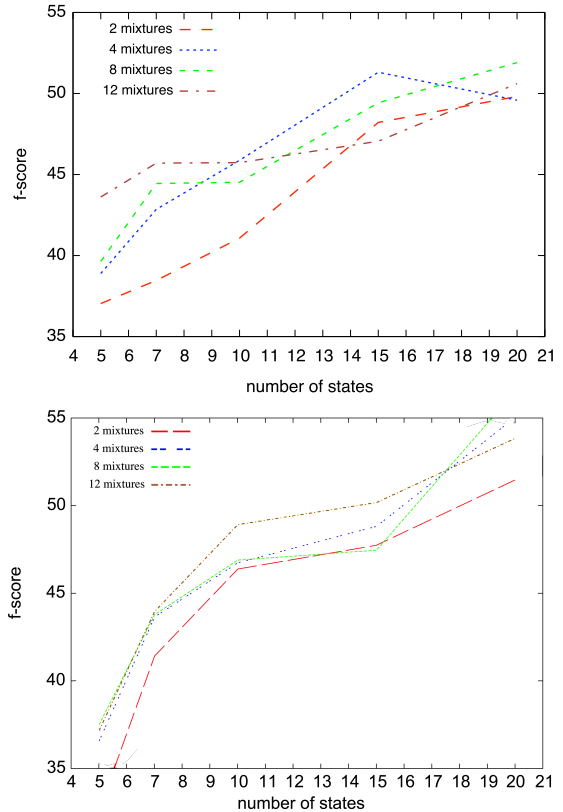 55
2 mixtures
4 mixtures
8 mixtures
12 mixtures
50
45
40
35
f-score
4 5 6 7 8 9 10 11 12 13 14 15 16 17 18 19 20 21
number of states
55
2 mixtures
4 mixtures
8 mixtures
12 mixtures
50
45
40
35
f-score
4 5 6 7 8 9 10 11 12 13 14 15 16 17 18 19 20 21
number of states